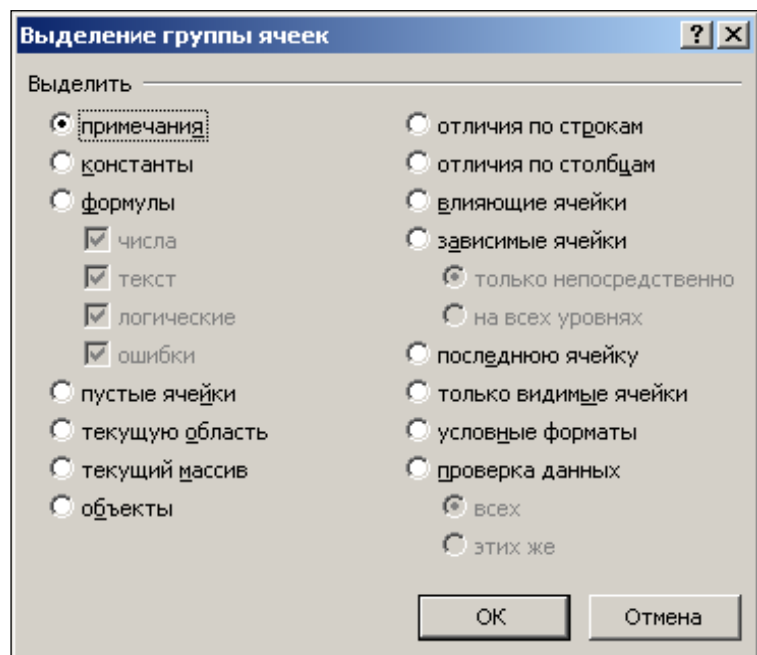 Выделение группы ячеек
Выделить
примечания
константы
формулы
числа
текст
логические
ошибки
пустые ячейки
текущую область
текущий массив
объекты
отличия по строкам
отличия по столбцам
влияющие ячейки
зависимые ячейки
только непосредственно
на всех уровнях
последнюю ячейку
только видимые ячейки
условные форматы
проверка данных
всех
этих же
ОК
Отмена